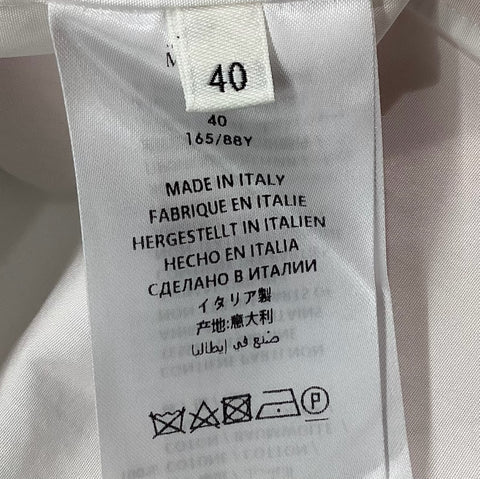 40
40
165/88Y
MADE IN ITALY
FABRIQUE EN ITALIE
HERGESTELLT IN ITALIEN
HECHO EN ITALIA
СДЕЛАНО В ИТАЛИИ
イタリア製
产地:意大利
صنع في إيطاليا
P